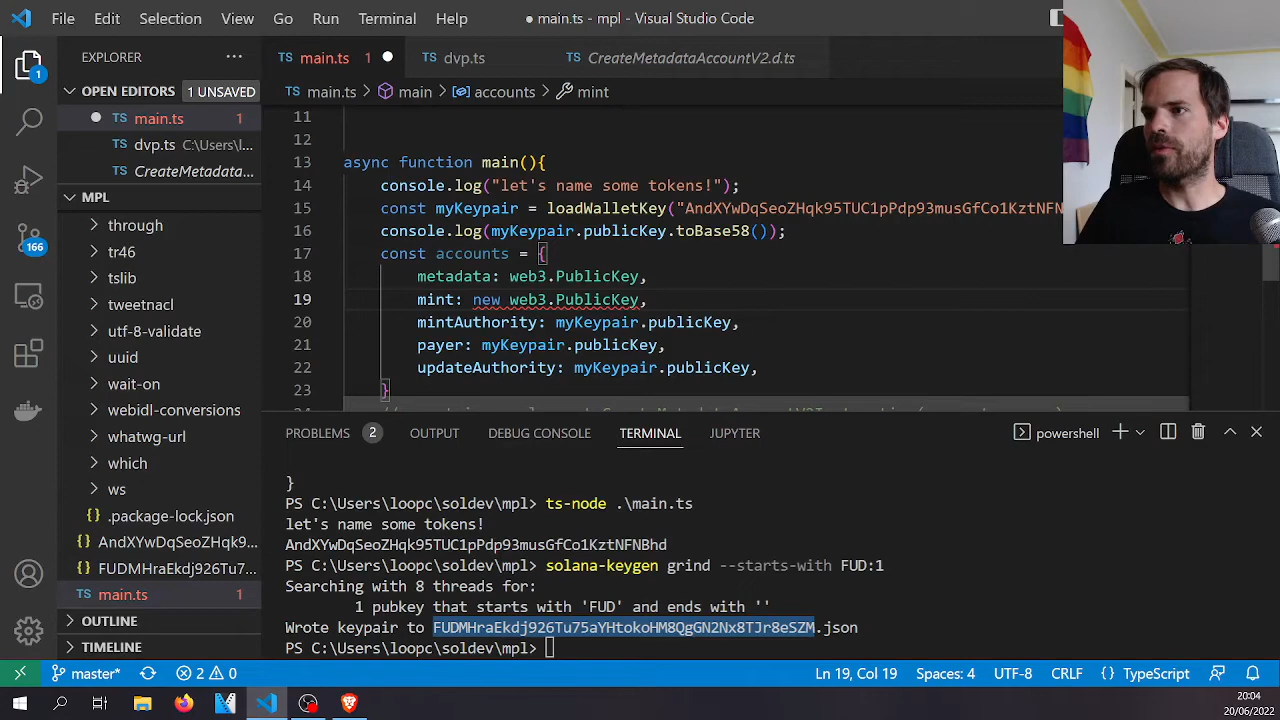 File Edit Selection View Go Run Terminal Help ● main.ts - mpl - Visual Studio Code
EXPLORER ···
TS main.ts 1 ● TS dvp.ts TS CreateMetadataAccountV2.d.ts
OPEN EDITORS 1 UNSAVED
TS main.ts > main > accounts > mint
● TS main.ts 1
TS dvp.ts C:\Users\l...
TS CreateMetadata...
MPL
through
tr46
tslib
tweetnacl
utf-8-validate
uuid
wait-on
webidl-conversions
whatwg-url
which
ws
{} .package-lock.json
{} AndXYwDqSeoZHqk9...
{} FUDMHraEkdj926Tu7...
TS main.ts 1
OUTLINE
TIMELINE
1
166
11
12
13 async function main(){
14 console.log("let's name some tokens!");
15 const myKeypair = loadWalletKey("AndXYwDqSeoZHqk95TUC1pPdp93musGfCo1KztNFN
16 console.log(myKeypair.publicKey.toBase58());
17 const accounts = {
18 metadata: web3.PublicKey,
19 mint: new web3.PublicKey,
20 mintAuthority: myKeypair.publicKey,
21 payer: myKeypair.publicKey,
22 updateAuthority: myKeypair.publicKey,
23 }
PROBLEMS 2 OUTPUT DEBUG CONSOLE TERMINAL JUPYTER powershell
}
PS C:\Users\loopc\soldev\mpl> ts-node .\main.ts
let's name some tokens!
AndXYwDqSeoZHqk95TUC1pPdp93musGfCo1KztNFNBhd
PS C:\Users\loopc\soldev\mpl> solana-keygen grind --starts-with FUD:1
Searching with 8 threads for:
1 pubkey that starts with 'FUD' and ends with ''
Wrote keypair to FUDMHraEkdj926Tu75aYHtokoHM8QgGN2Nx8TJr8eSZM.json
PS C:\Users\loopc\soldev\mpl>
master* 2 0 Ln 19, Col 19 Spaces: 4 UTF-8 CRLF {} TypeScript
20:04
20/06/2022